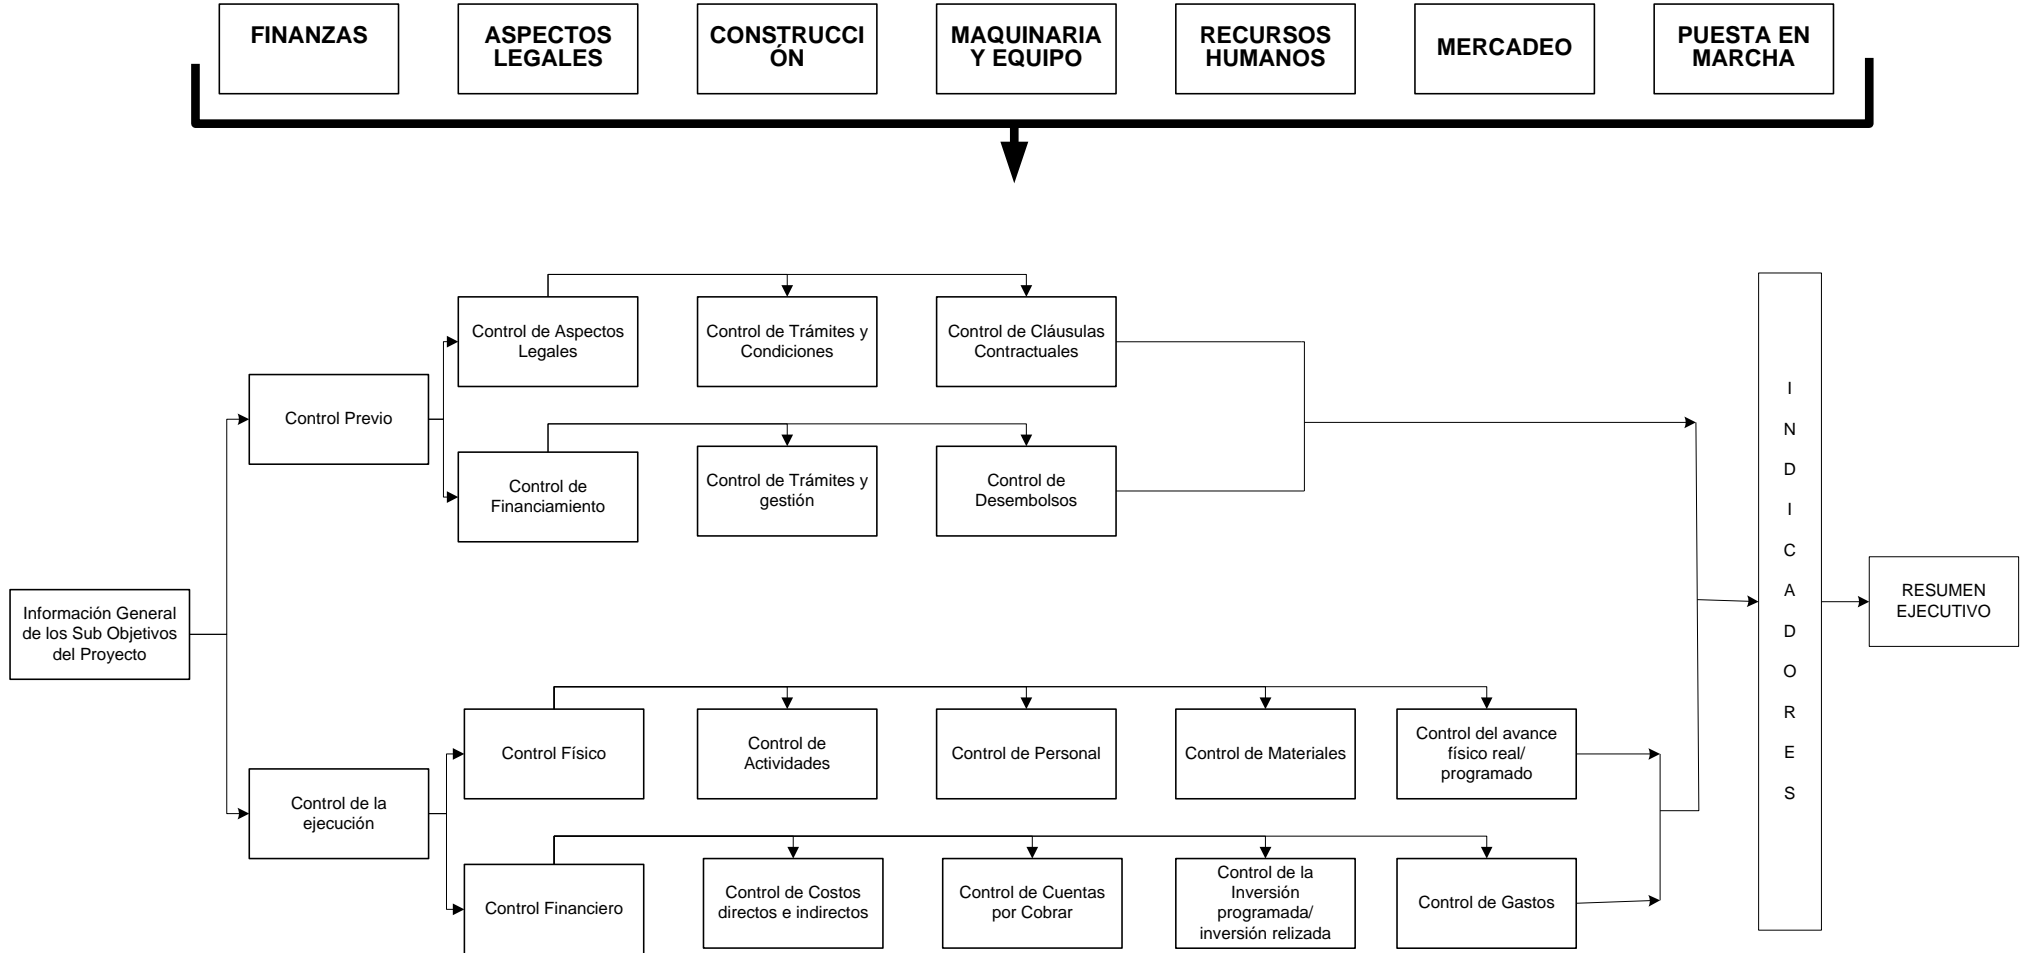 FINANZAS
ASPECTOS
LEGALES
CONSTRUCCI
ÓN
MAQUINARIA
Y EQUIPO
RECURSOS
HUMANOS
MERCADEO
PUESTA EN
MARCHA
Control de Aspectos
Legales
Control de Trámites y
Condiciones
Control de Cláusulas
Contractuales
Control Previo
Control de
Financiamiento
Control de Trámites y
gestión
Control de
Desembolsos
Información General
de los Sub Objetivos
del Proyecto
Control Físico
Control de
Actividades
Control de Personal
Control de Materiales
Control del avance
físico real/
programado
Control de la
ejecución
Control Financiero
Control de Costos
directos e indirectos
Control de Cuentas
por Cobrar
Control de la
Inversión
programada/
inversión relizada
Control de Gastos
I
N
D
I
C
A
D
O
R
E
S
RESUMEN
EJECUTIVO